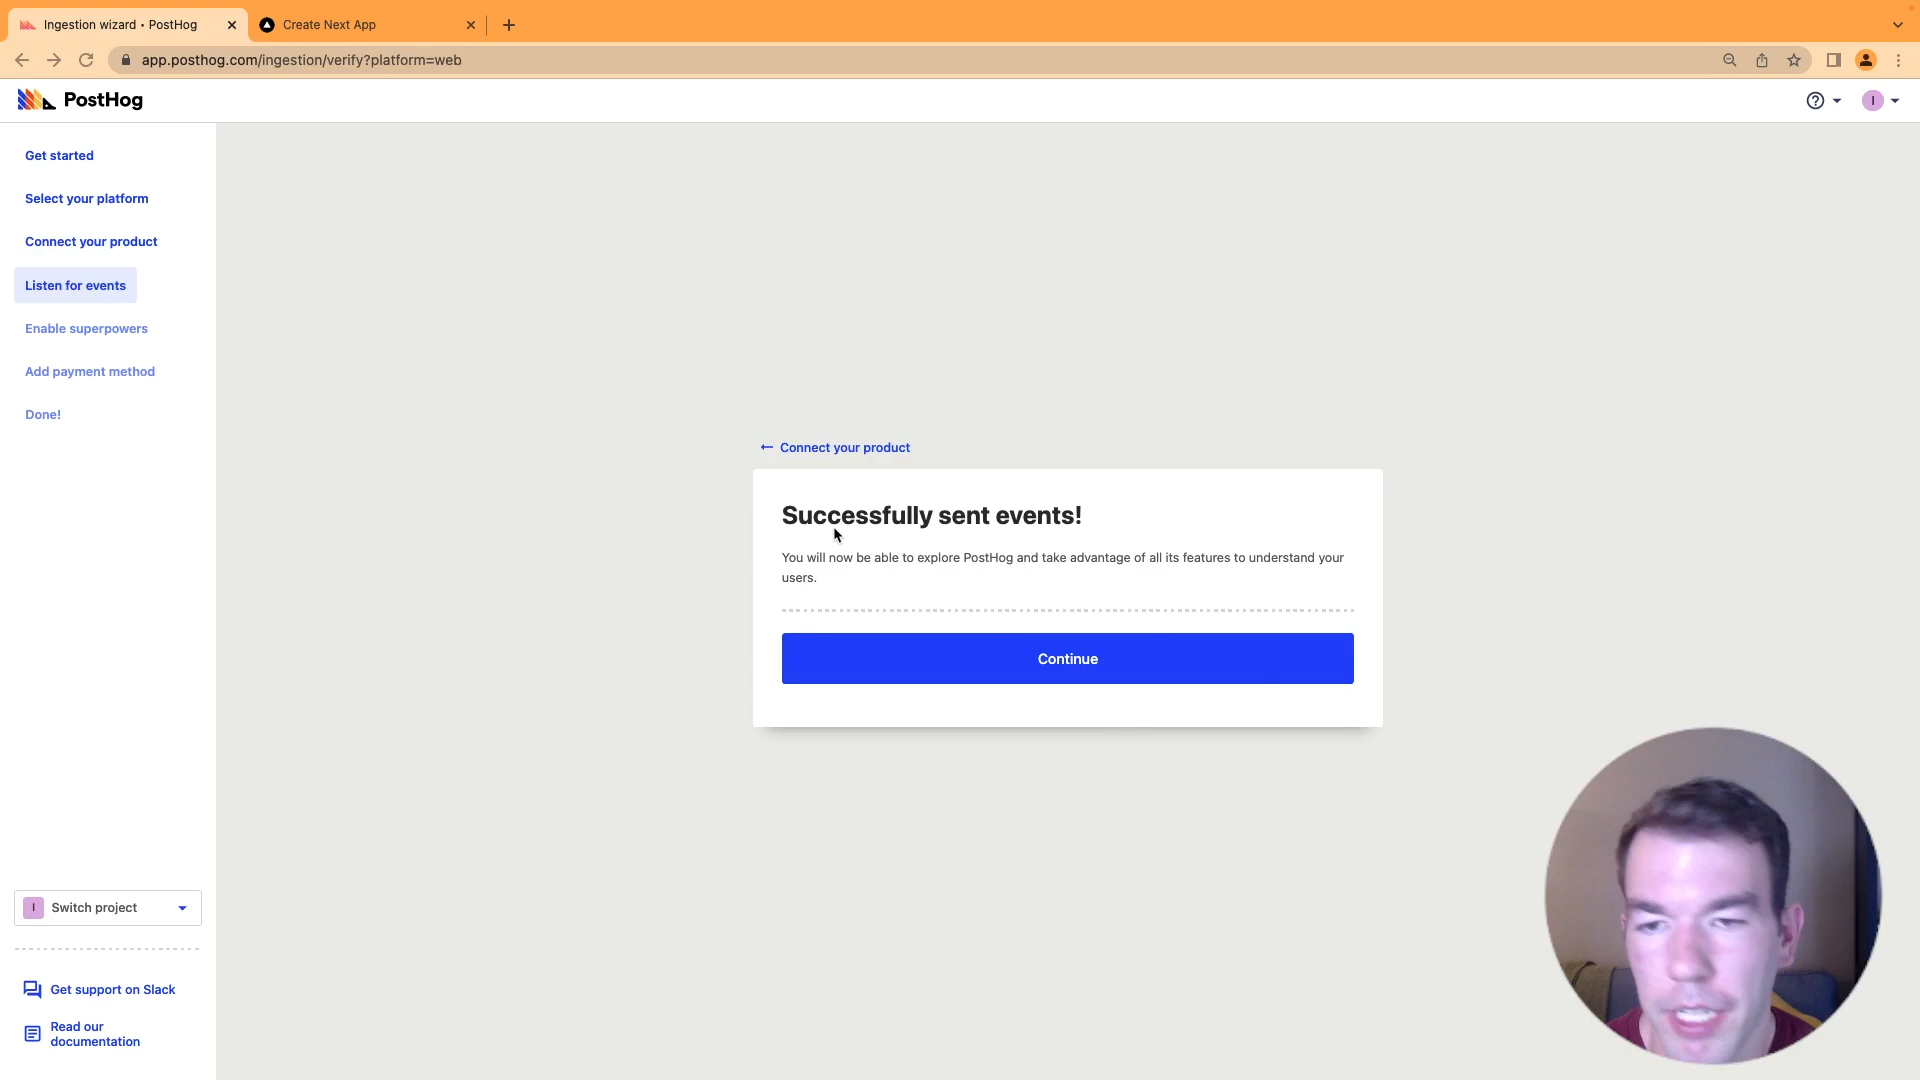 Ingestion wizard • PostHog
Create Next App
app.posthog.com/ingestion/verify?platform=web
PostHog
I
Get started
Select your platform
Connect your product
Listen for events
Enable superpowers
Add payment method
Done!
Connect your product
Successfully sent events!
You will now be able to explore PostHog and take advantage of all its features to understand your
users.
Continue
I Switch project
Get support on Slack
Read our
documentation